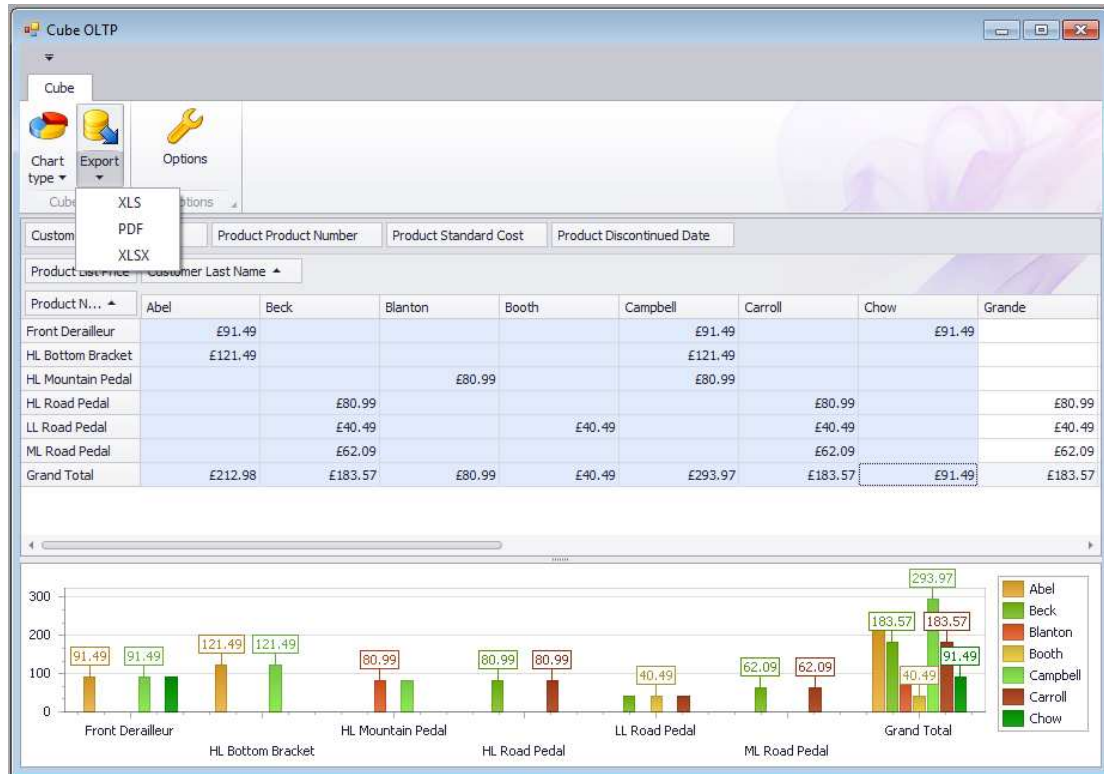 Cube OLTP
Cube
Chart type
Export
Options
Cube
XLS
PDF
XLSX
Custom
Product Product Number
Product Standard Cost
Product Discontinued Date
Product List Price
Customer Last Name
Product N... Abel Beck Blanton Booth Campbell Carroll Chow Grande
Front Derailleur £91.49 £91.49 £91.49
HL Bottom Bracket £121.49 £121.49
HL Mountain Pedal £80.99 £80.99
HL Road Pedal £80.99 £80.99 £80.99
LL Road Pedal £40.49 £40.49 £40.49 £40.49
ML Road Pedal £62.09 £62.09 £62.09
Grand Total £212.98 £183.57 £80.99 £40.49 £293.97 £183.57 £91.49 £183.57
300
200
100
0
91.49 91.49
121.49 121.49
80.99
80.99 80.99
40.49
62.09 62.09
293.97
183.57 183.57
91.49
40.49
Front Derailleur
HL Bottom Bracket
HL Mountain Pedal
HL Road Pedal
LL Road Pedal
ML Road Pedal
Grand Total
Abel
Beck
Blanton
Booth
Campbell
Carroll
Chow